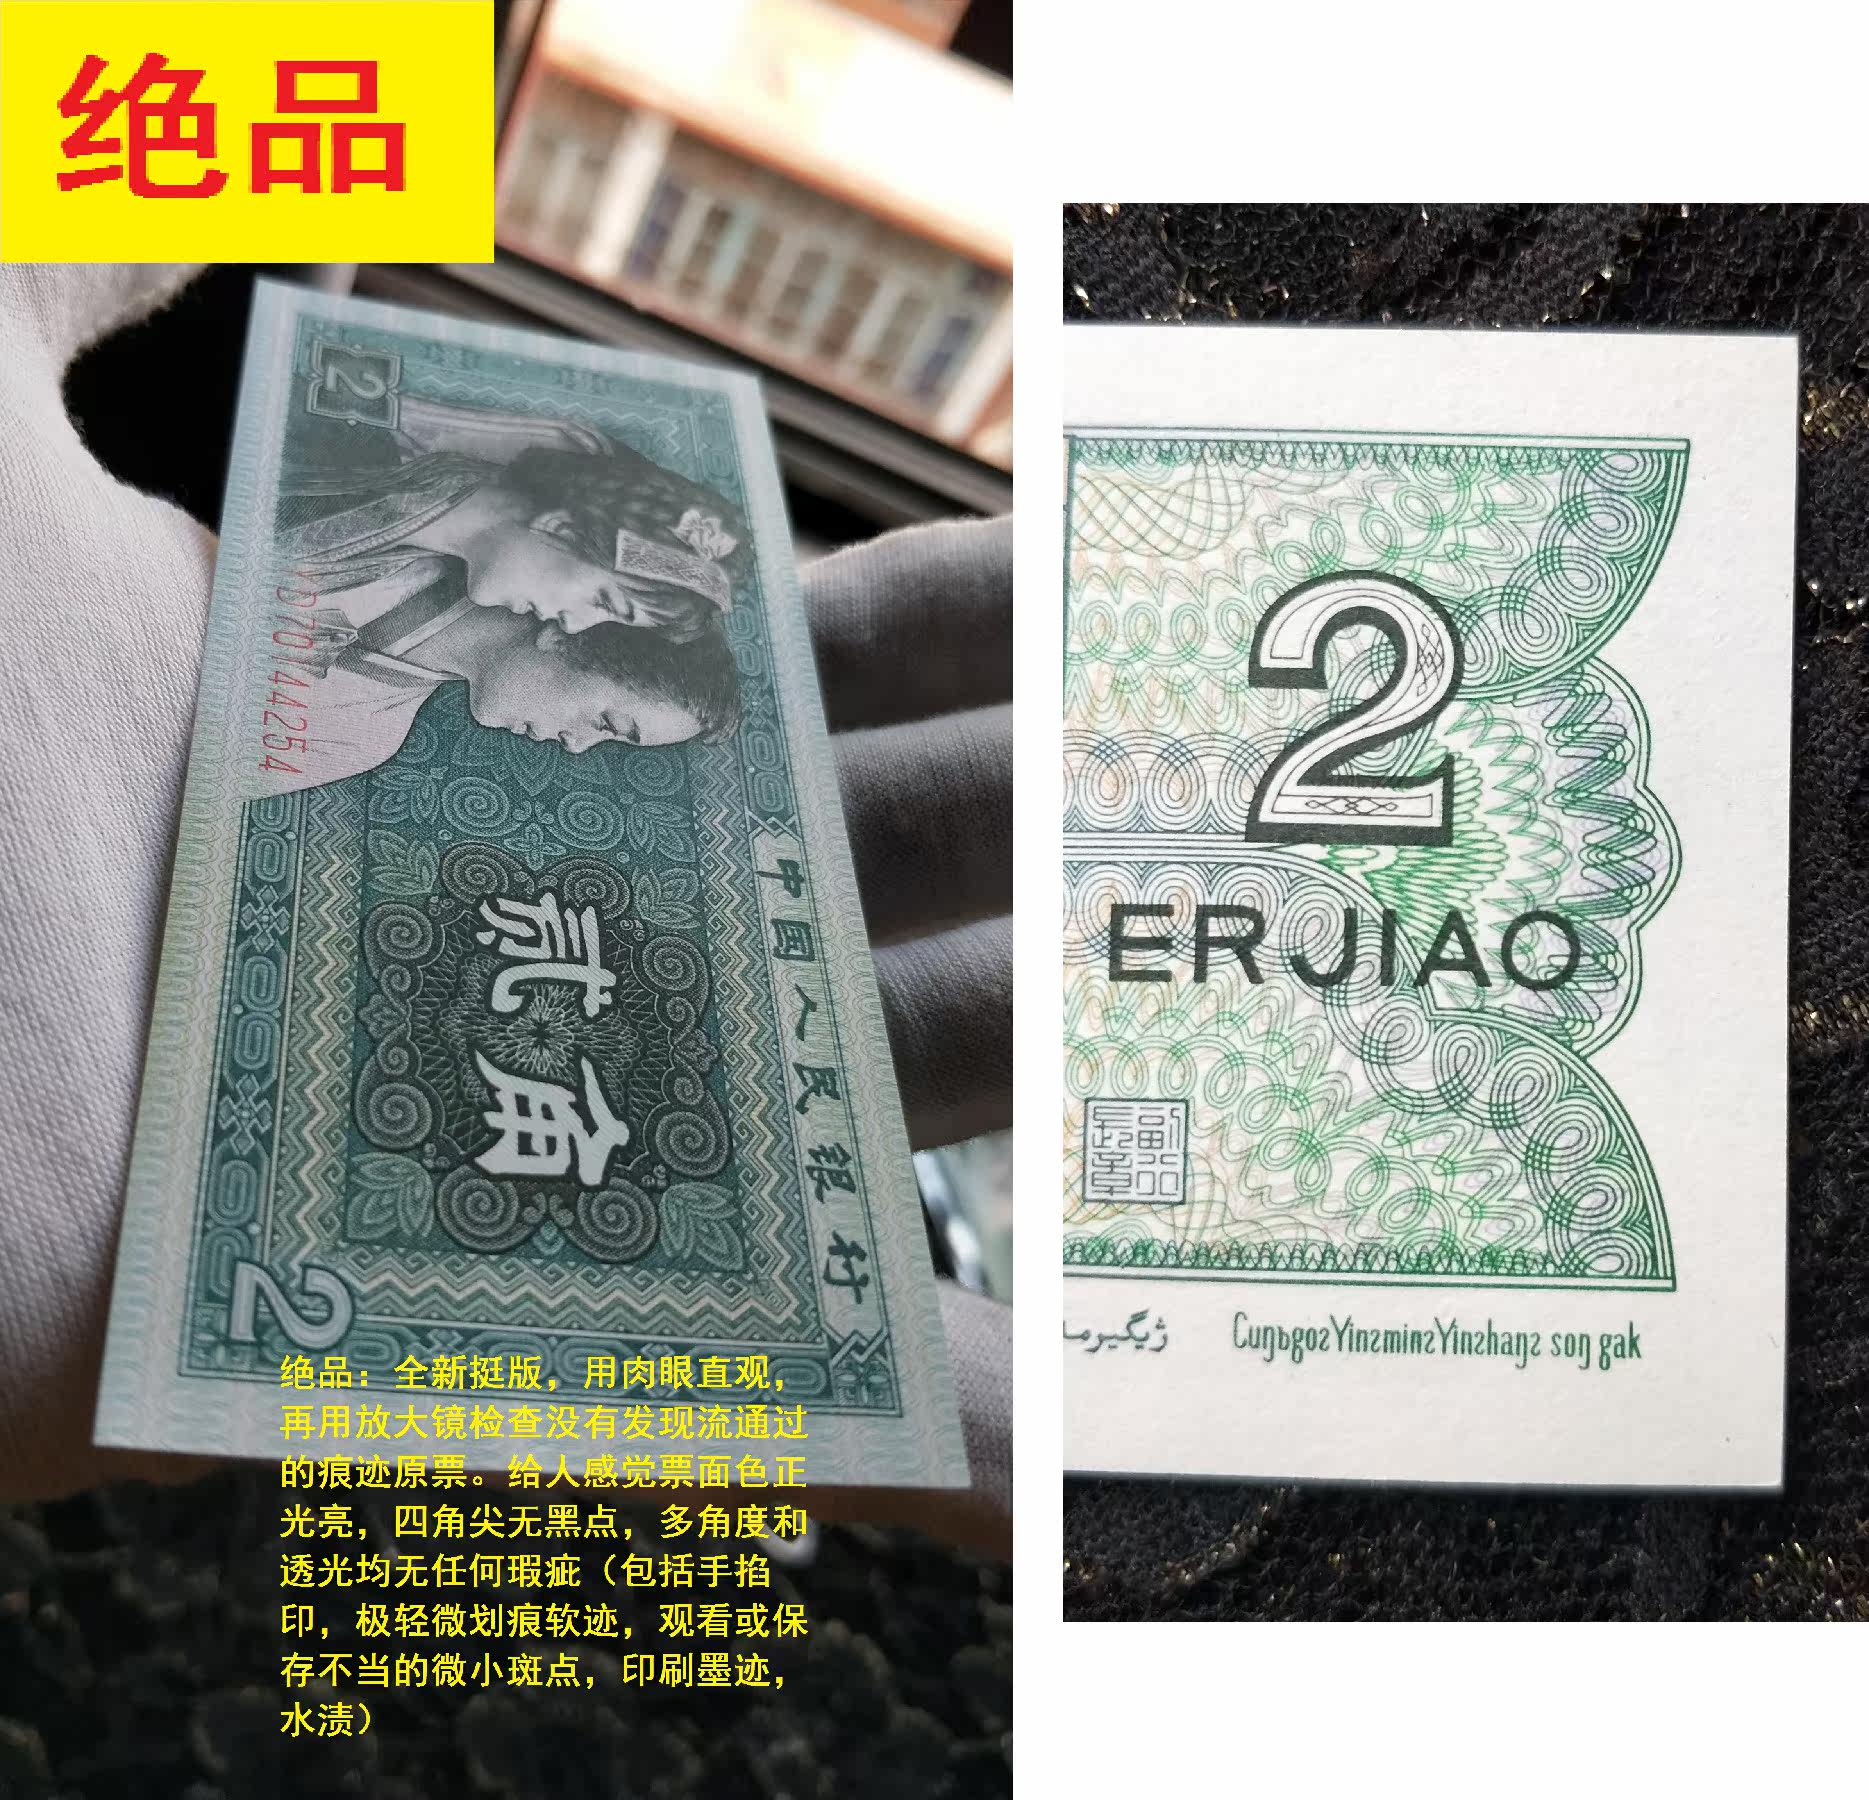 绝品
2
VD70144254
中国人民银行
贰角
2
绝品：全新挺版，用肉眼直观，
再用放大镜检查没有发现流通过
的痕迹原票。给人感觉票面色正
光亮，四角尖无黑点，多角度和
透光均无任何瑕疵（包括手掐
印，极轻微划痕软迹，观看或保
存不当的微小斑点，印刷墨迹，
水渍）
2
ER JIAO
CuŋƅgozYinƨminƨYinƨhaŋƨ soŋ gak